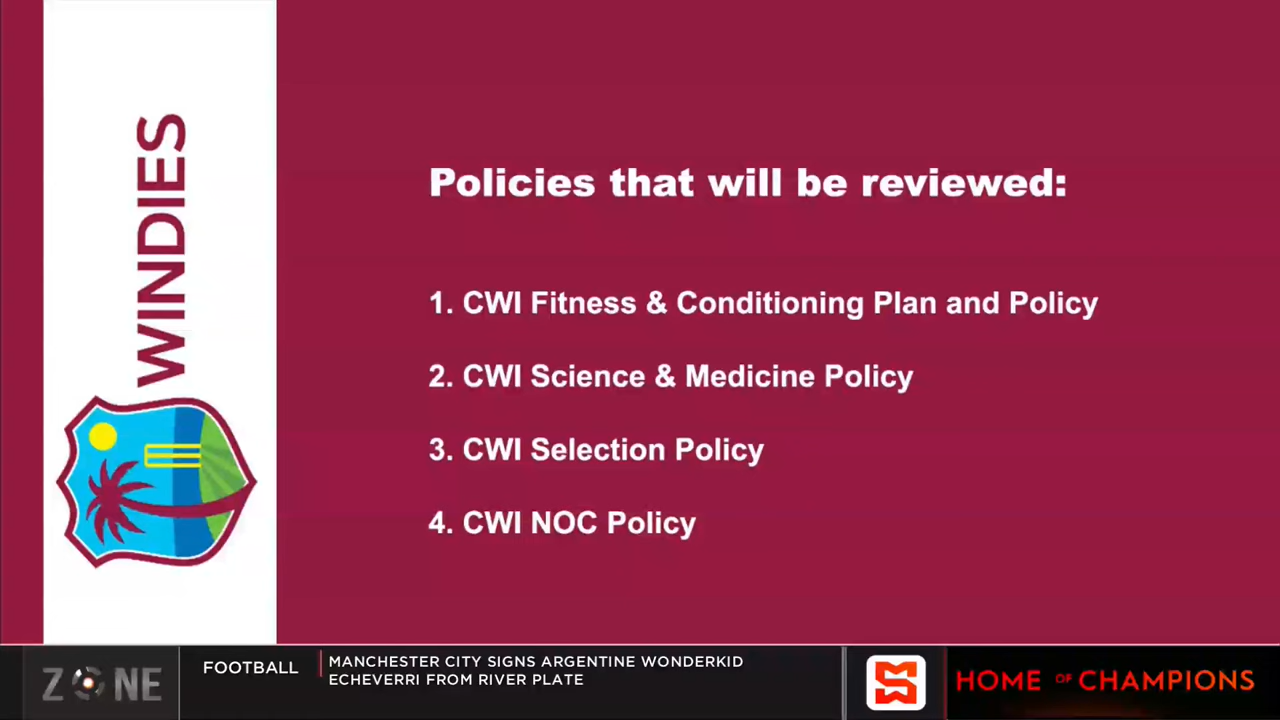 WINDIES
Policies that will be reviewed:
1. CWI Fitness & Conditioning Plan and Policy
2. CWI Science & Medicine Policy
3. CWI Selection Policy
4. CWI NOC Policy
ZONE
FOOTBALL
MANCHESTER CITY SIGNS ARGENTINE WONDERKID
ECHEVERRI FROM RIVER PLATE
HOME OF CHAMPIONS